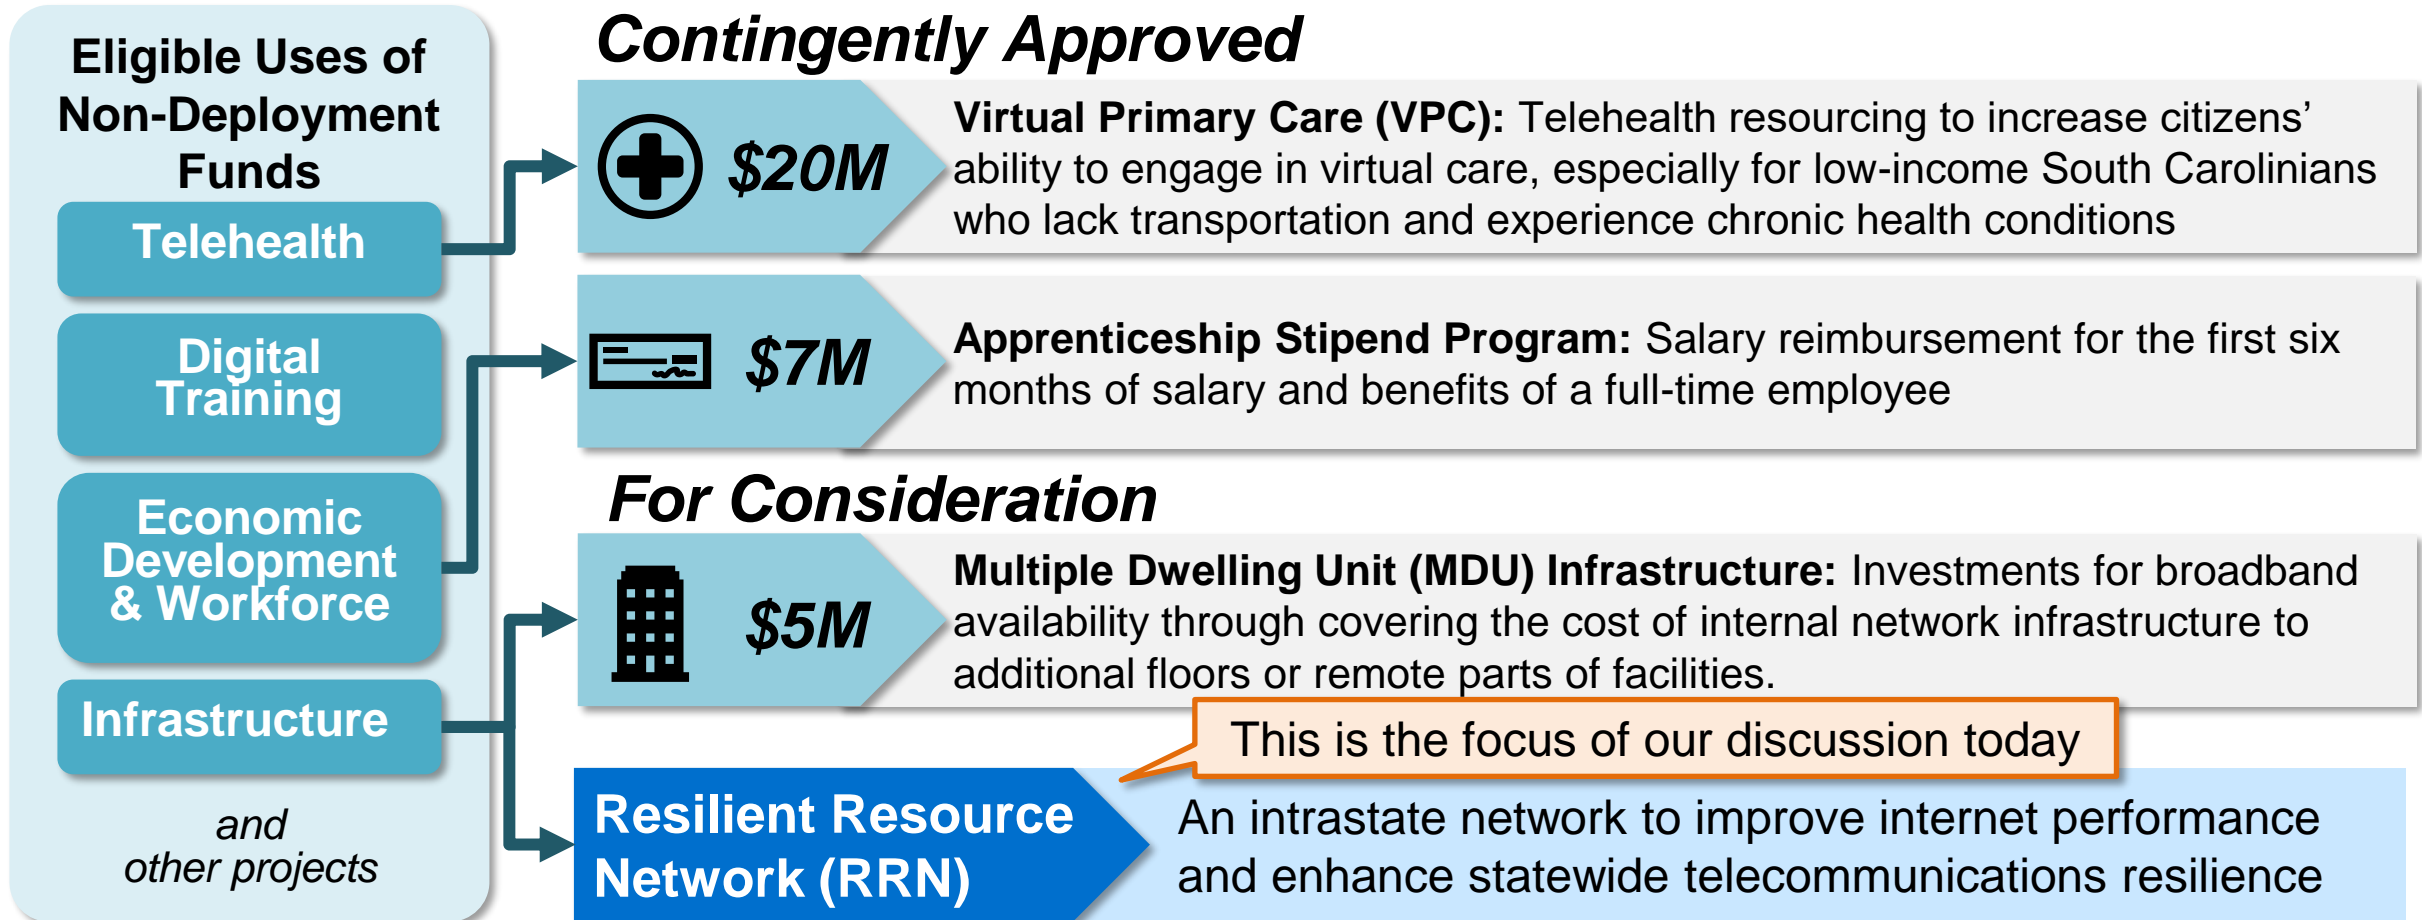 Eligible Uses of
Non-Deployment
Funds
Telehealth
Digital
Training
Economic
Development
& Workforce
Infrastructure
and
other projects
Contingently Approved
$20M
Virtual Primary Care (VPC): Telehealth resourcing to increase citizens’
ability to engage in virtual care, especially for low-income South Carolinians
who lack transportation and experience chronic health conditions
$7M
Apprenticeship Stipend Program: Salary reimbursement for the first six
months of salary and benefits of a full-time employee
For Consideration
$5M
Multiple Dwelling Unit (MDU) Infrastructure: Investments for broadband
availability through covering the cost of internal network infrastructure to
additional floors or remote parts of facilities.
This is the focus of our discussion today
Resilient Resource
Network (RRN)
An intrastate network to improve internet performance
and enhance statewide telecommunications resilience